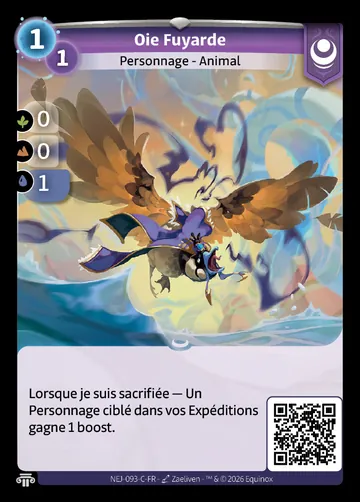 1
Oie Fuyarde
1
Personnage - Animal
0
0
1
Lorsque je suis sacrifiée — Un
Personnage ciblé dans vos Expéditions
gagne 1 boost.
NEJ-093-C-FR - Zaeliven - ™ & © 2026 Equinox